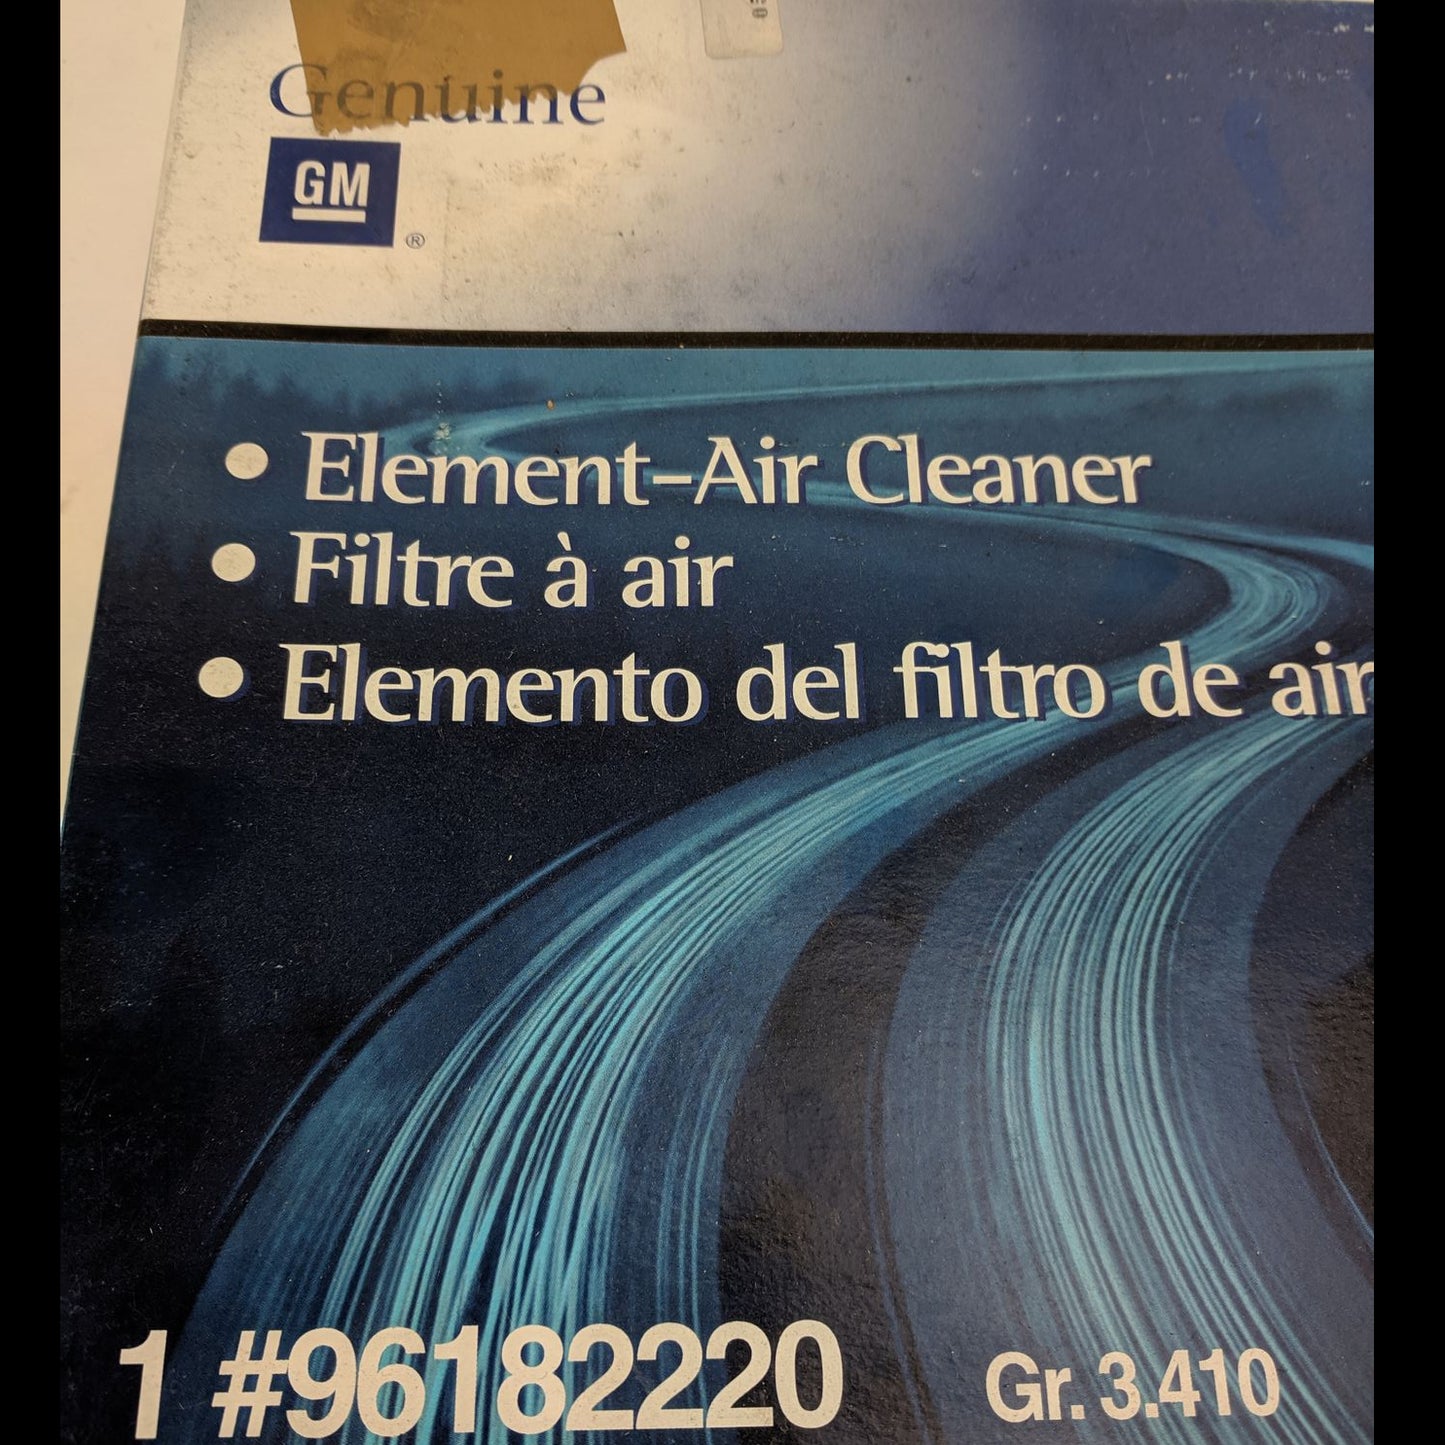 Genuine
GM
®
• Element-Air Cleaner
• Filtre à air
• Elemento del filtro de air
1 #96182220 Gr. 3.410